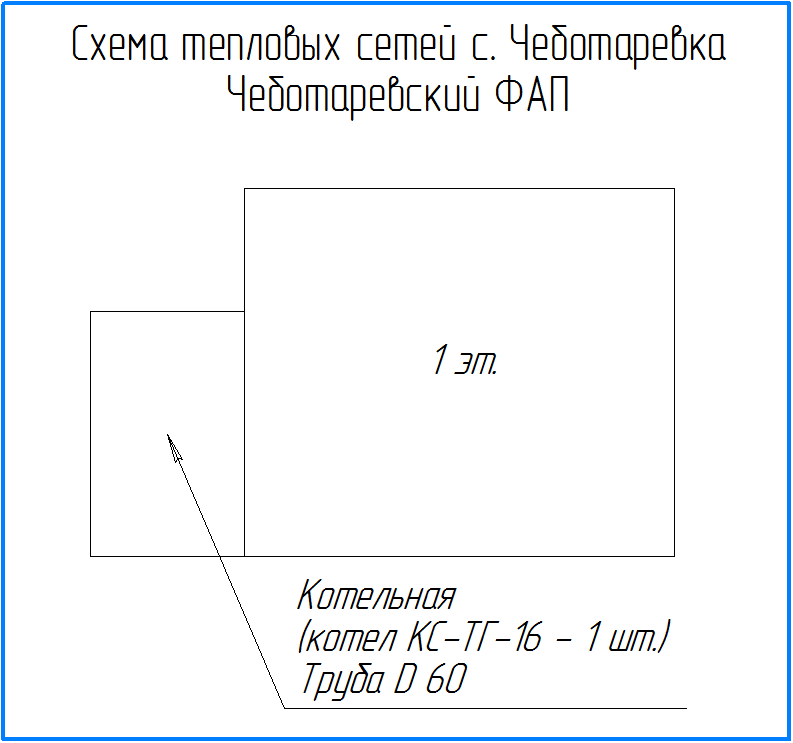 Схема тепловых сетей с. Чеботаревка
Чеботаревский ФАП
1 эт.
Котельная
(котел КС-ТГ-16 - 1 шт.)
Труба D 60